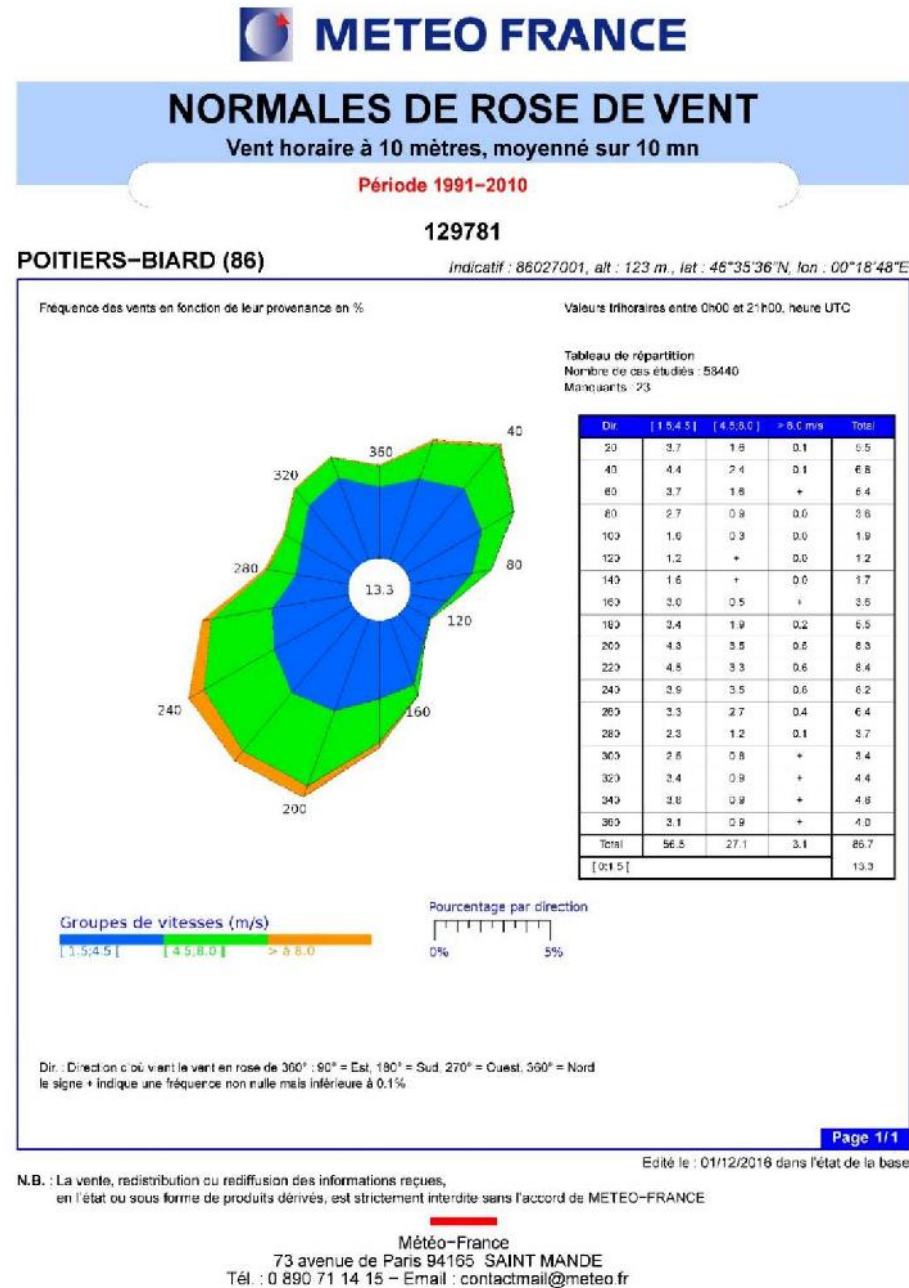 METEO FRANCE
NORMALES DE ROSE DE VENT
Vent horaire à 10 mètres, moyenné sur 10 mn
Période 1991–2010
129781
POITIERS–BIARD (86)
Indicatif : 86027001, alt : 123 m., lat : 46°35'36"N, lon : 00°18'48"E
Fréquence des vents en fonction de leur provenance en %
Valeurs trihoraires entre 0h00 et 21h00, heure UTC
Tableau de répartition
Nombre de cas étudiés : 58440
Manquants : 23
40
360
320
280
80
13.3
120
160
240
200
Dir. [ 1.5;4.5 [ [ 4.5;8.0 ] > 8.0 m/s Total
20 3.7 1.6 0.1 5.5
40 4.4 2.4 0.1 6.8
60 3.7 1.6 + 5.4
80 2.7 0.9 0.0 3.6
100 1.6 0.3 0.0 1.9
120 1.2 + 0.0 1.2
140 1.6 + 0.0 1.7
160 3.0 0.5 + 3.5
180 3.4 1.9 0.2 5.5
200 4.3 3.5 0.5 8.3
220 4.5 3.3 0.6 8.4
240 3.9 3.5 0.8 8.2
260 3.3 2.7 0.4 6.4
280 2.3 1.2 0.1 3.7
300 2.5 0.8 + 3.4
320 3.4 0.9 + 4.4
340 3.8 0.9 + 4.8
360 3.1 0.9 + 4.0
Total 56.5 27.1 3.1 86.7
[ 0;1.5 [ 13.3
Groupes de vitesses (m/s)
[ 1.5;4.5 [ [ 4.5;8.0 ] > à 8.0
Pourcentage par direction
0% 5%
Dir. : Direction d'où vient le vent en rose de 360° : 90° = Est, 180° = Sud, 270° = Ouest, 360° = Nord
le signe + indique une fréquence non nulle mais inférieure à 0.1%
Page 1/1
Edité le : 01/12/2016 dans l'état de la base
N.B. : La vente, redistribution ou rediffusion des informations reçues,
en l'état ou sous forme de produits dérivés, est strictement interdite sans l'accord de METEO–FRANCE
Météo–France
73 avenue de Paris 94165 SAINT MANDE
Tél. : 0 890 71 14 15 – Email : contactmail@meteo.fr